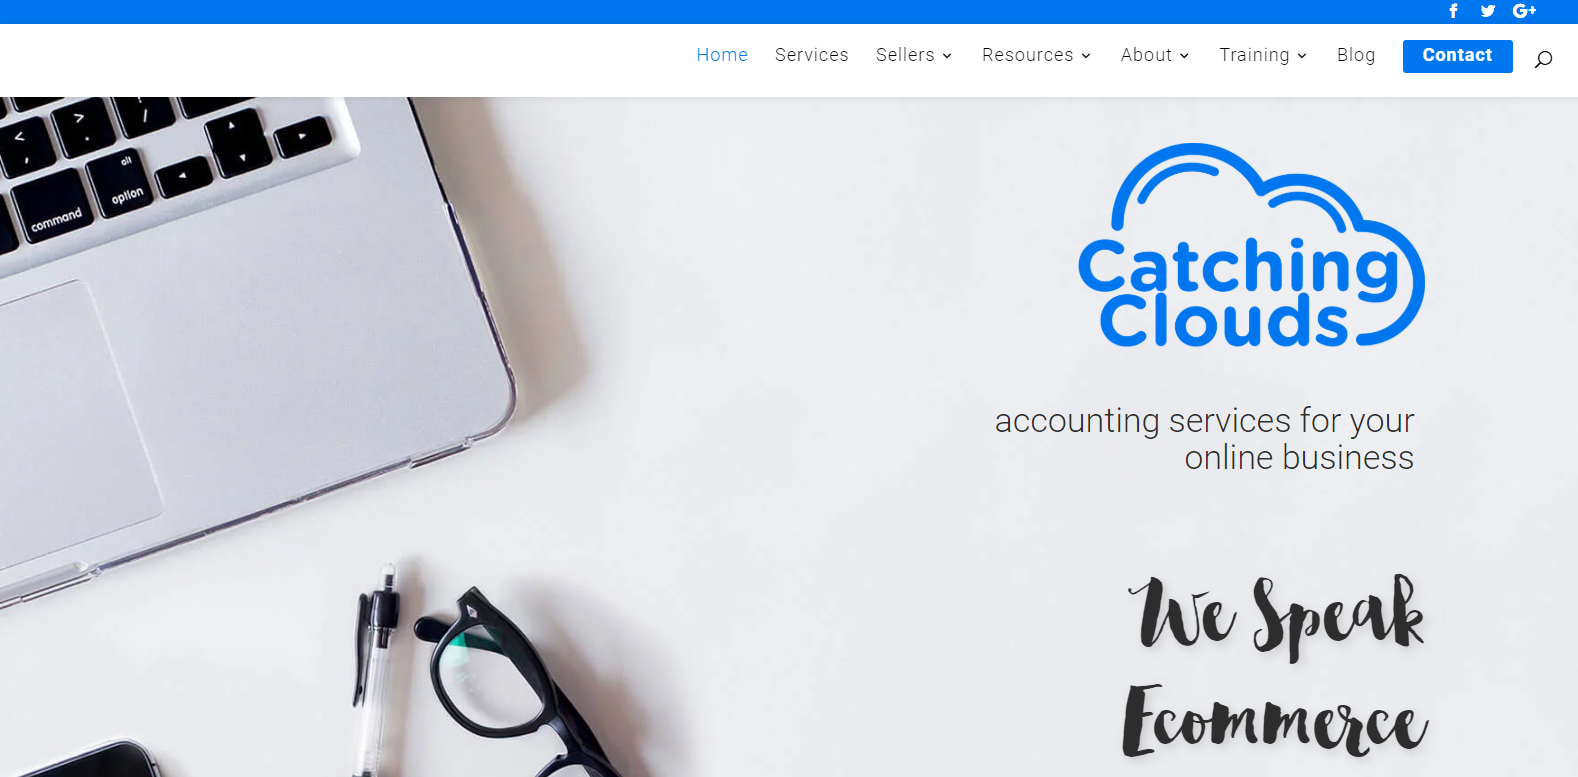 Home Services Sellers Resources About Training Blog Contact
< >
, . /
alt
option
command
Catching
Clouds
accounting services for your
online business
We Speak
Ecommerce